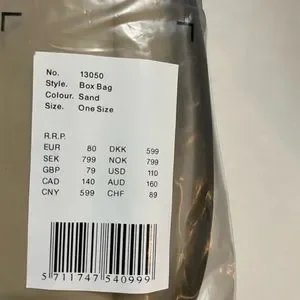 No. 13050
Style. Box Bag
Colour. Sand
Size. One Size
R.R.P.
EUR 80 DKK 599
SEK 799 NOK 799
GBP 79 USD 110
CAD 140 AUD 160
CNY 599 CHF 89
5 711747 540999